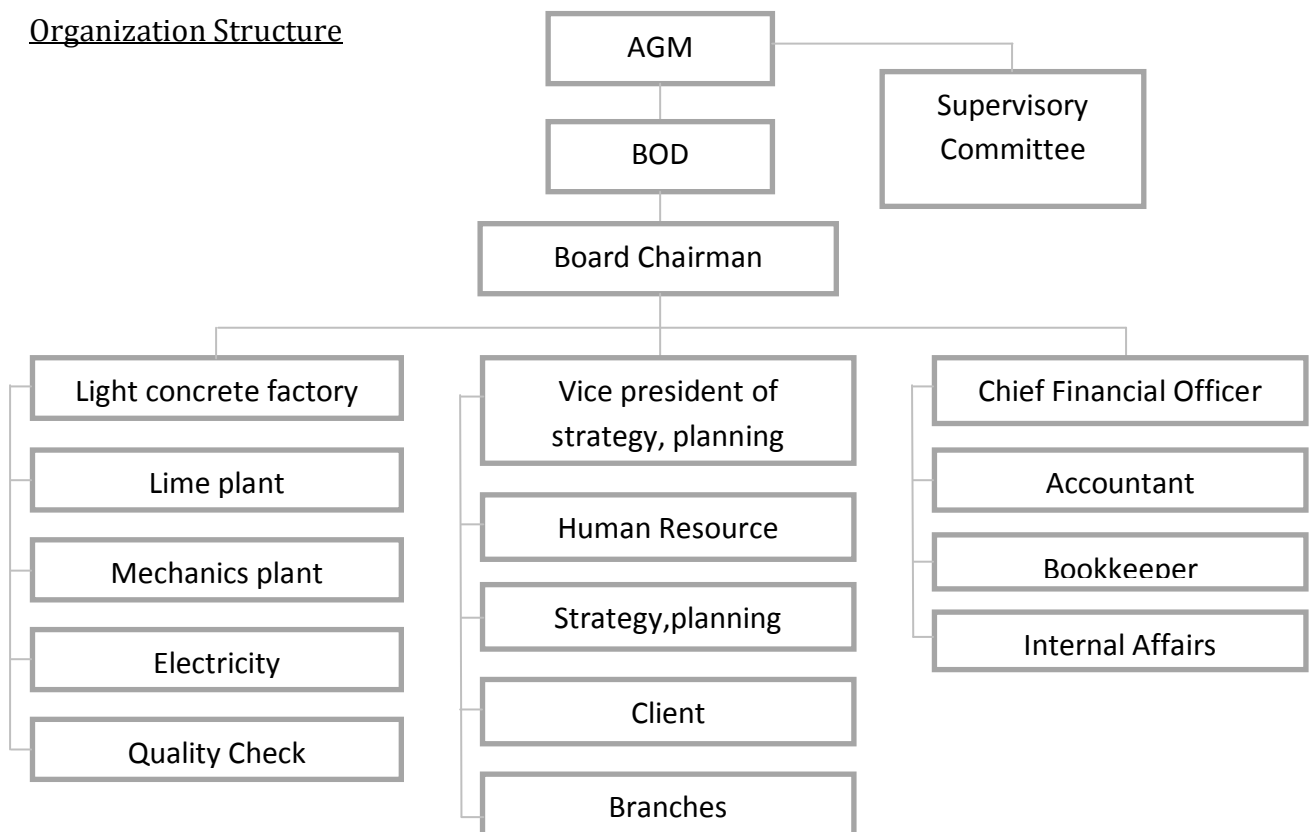 Organization Structure
AGM
Supervisory
Committee
BOD
Board Chairman
Light concrete factory
Lime plant
Mechanics plant
Electricity
Quality Check
Vice president of
strategy, planning
Human Resource
Strategy,planning
Client
Branches
Chief Financial Officer
Accountant
Bookkeeper
Internal Affairs